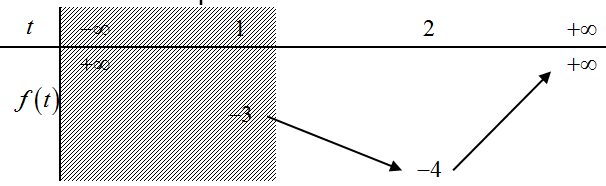 t −∞ 1 2 +∞
+∞ +∞
f(t)
−3
−4